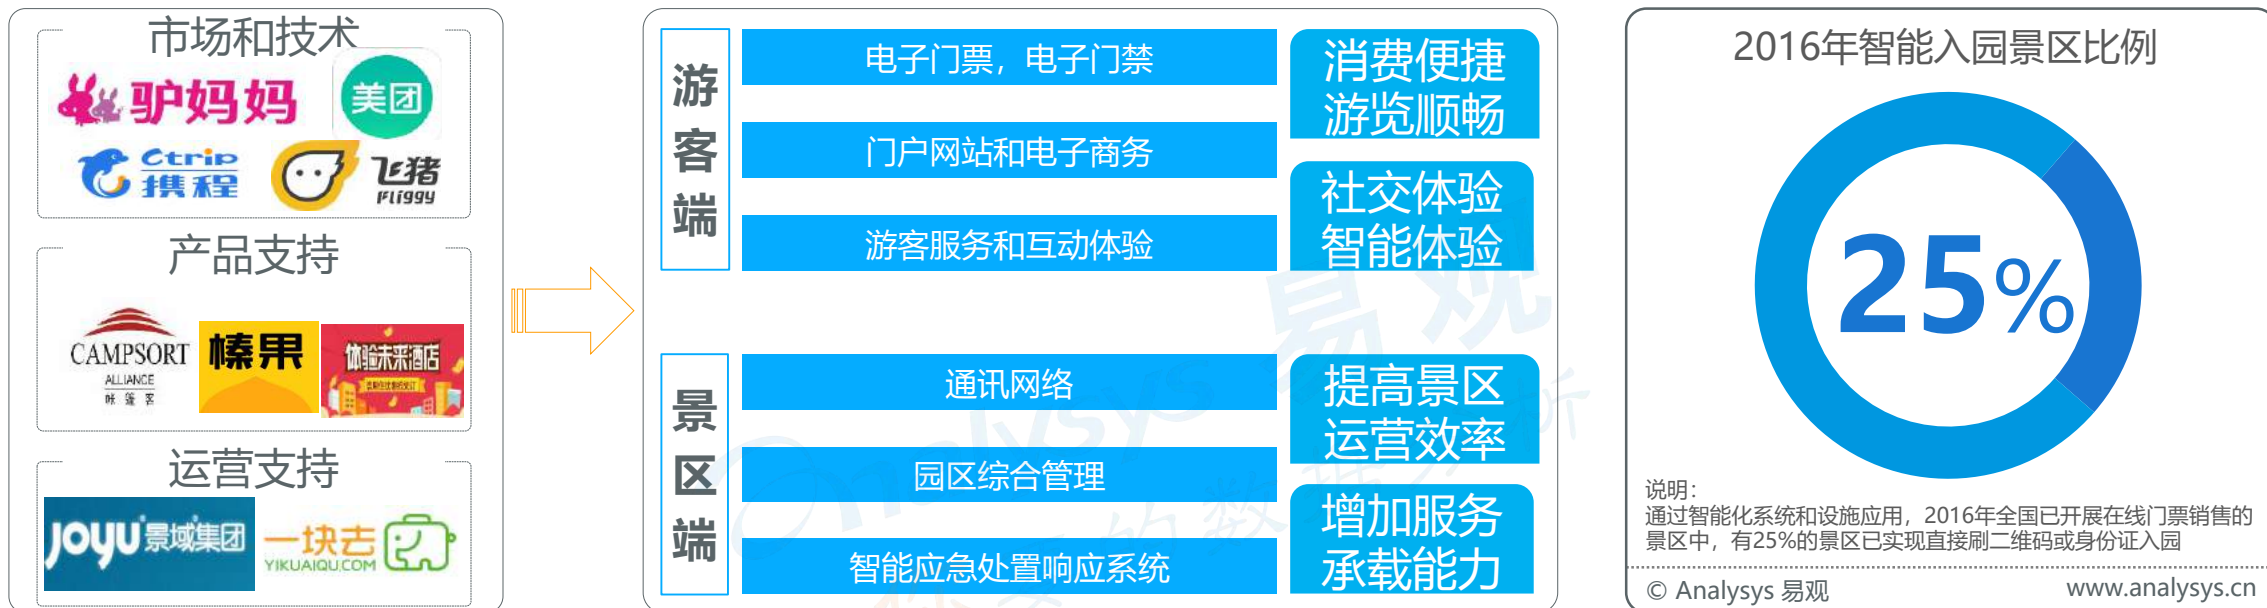 市场和技术
驴妈妈
美团
Ctrip
携程
飞猪
Fliggy
产品支持
CAMPSORT
ALLIANCE
咔篷客
榛果
体验未来酒店
运营支持
JOYU景域集团
一块去
YIKUAIQU.COM
游客端
电子门票，电子门禁
门户网站和电子商务
游客服务和互动体验
消费便捷
游览顺畅
社交体验
智能体验
景区端
通讯网络
园区综合管理
智能应急处置响应系统
提高景区
运营效率
增加服务
承载能力
Analysys 易观
2016年智能入园景区比例
25%
说明：
通过智能化系统和设施应用，2016年全国已开展在线门票销售的
景区中，有25%的景区已实现直接刷二维码或身份证入园
© Analysys 易观
www.analysys.cn